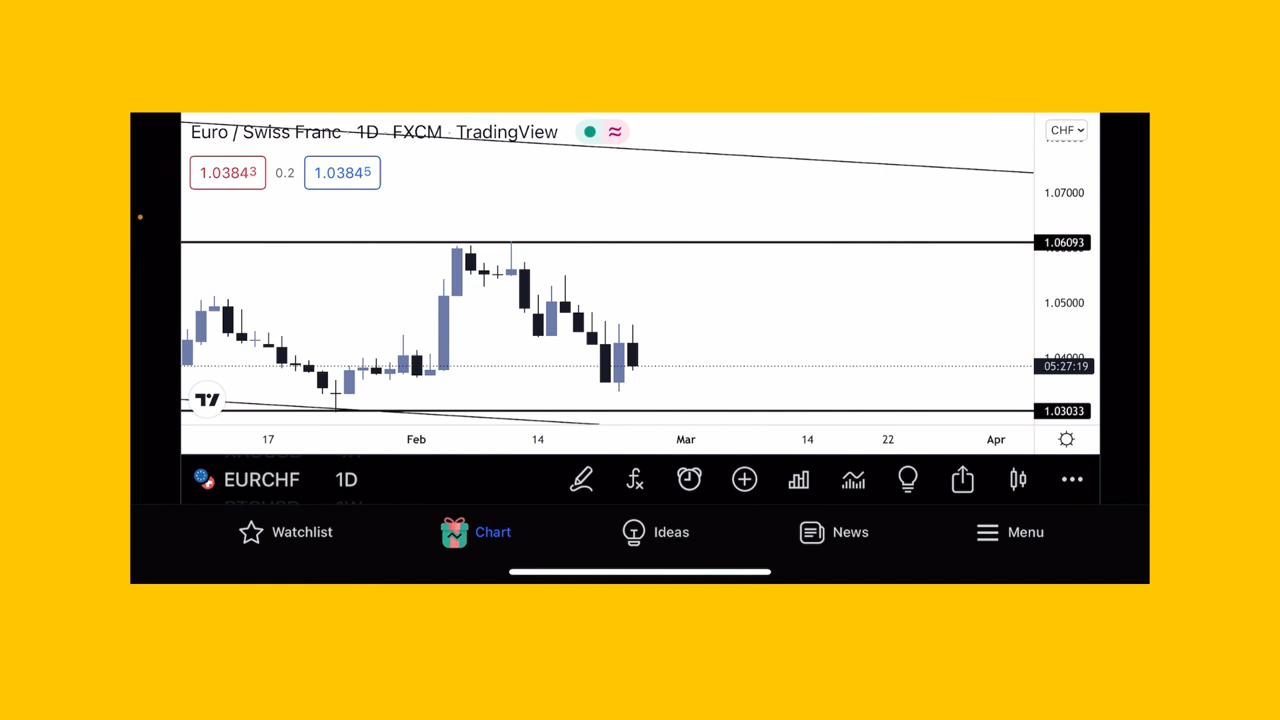 Euro / Swiss Franc · 1D · FXCM · TradingView
CHF
1.03843 0.2 1.03845
1.07000
1.06093
1.05000
1.04000
05:27:19
1.03033
17 Feb 14 Mar 14 22 Apr
EURCHF 1D
Watchlist Chart Ideas News Menu